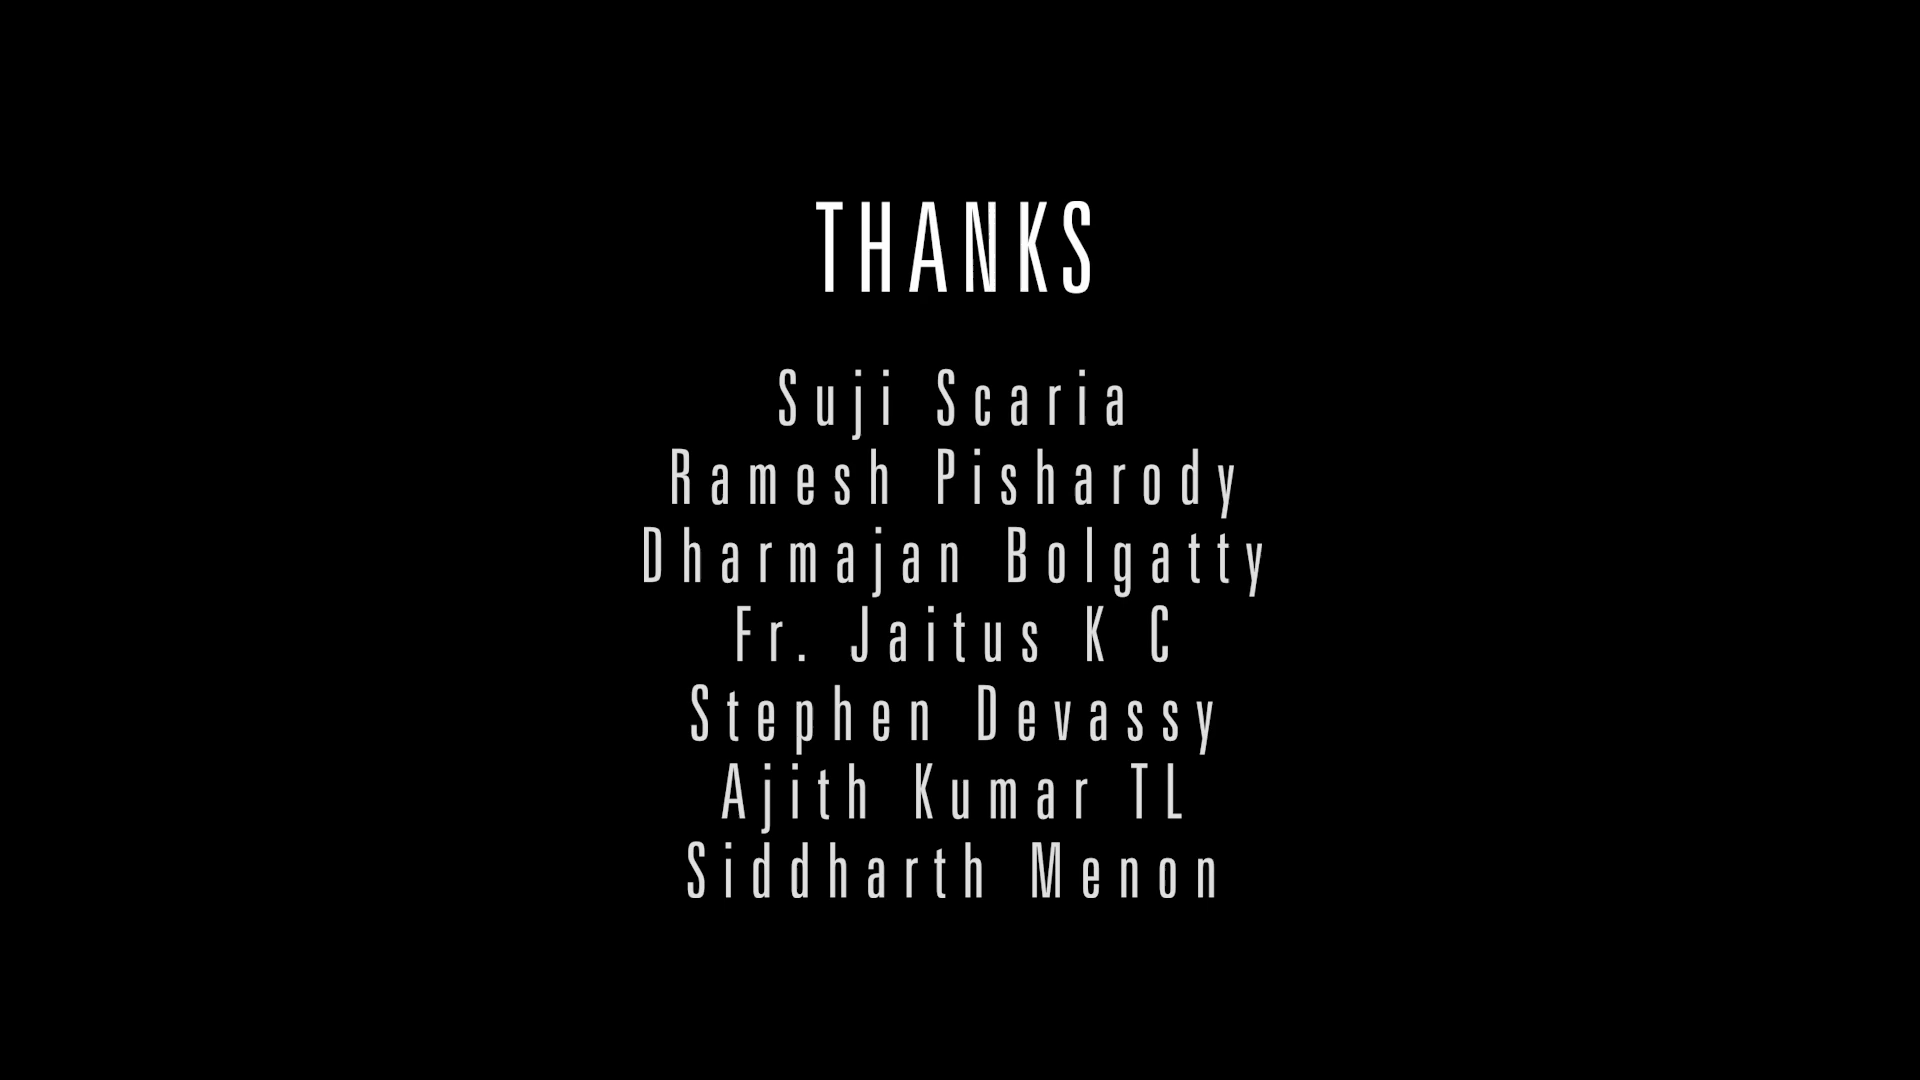 THANKS
Suji Scaria
Ramesh Pisharody
Dharmajan Bolgatty
Fr. Jaitus K C
Stephen Devassy
Ajith Kumar TL
Siddharth Menon